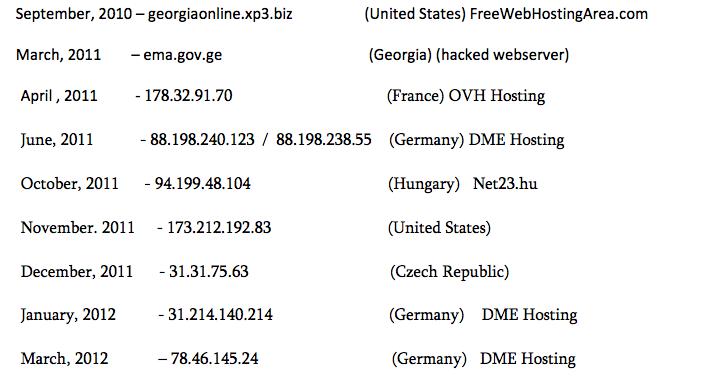 September, 2010 – georgiaonline.xp3.biz (United States) FreeWebHostingArea.com
March, 2011 – ema.gov.ge (Georgia) (hacked webserver)
April , 2011 - 178.32.91.70 (France) OVH Hosting
June, 2011 - 88.198.240.123 / 88.198.238.55 (Germany) DME Hosting
October, 2011 - 94.199.48.104 (Hungary) Net23.hu
November. 2011 - 173.212.192.83 (United States)
December, 2011 - 31.31.75.63 (Czech Republic)
January, 2012 - 31.214.140.214 (Germany) DME Hosting
March, 2012 – 78.46.145.24 (Germany) DME Hosting